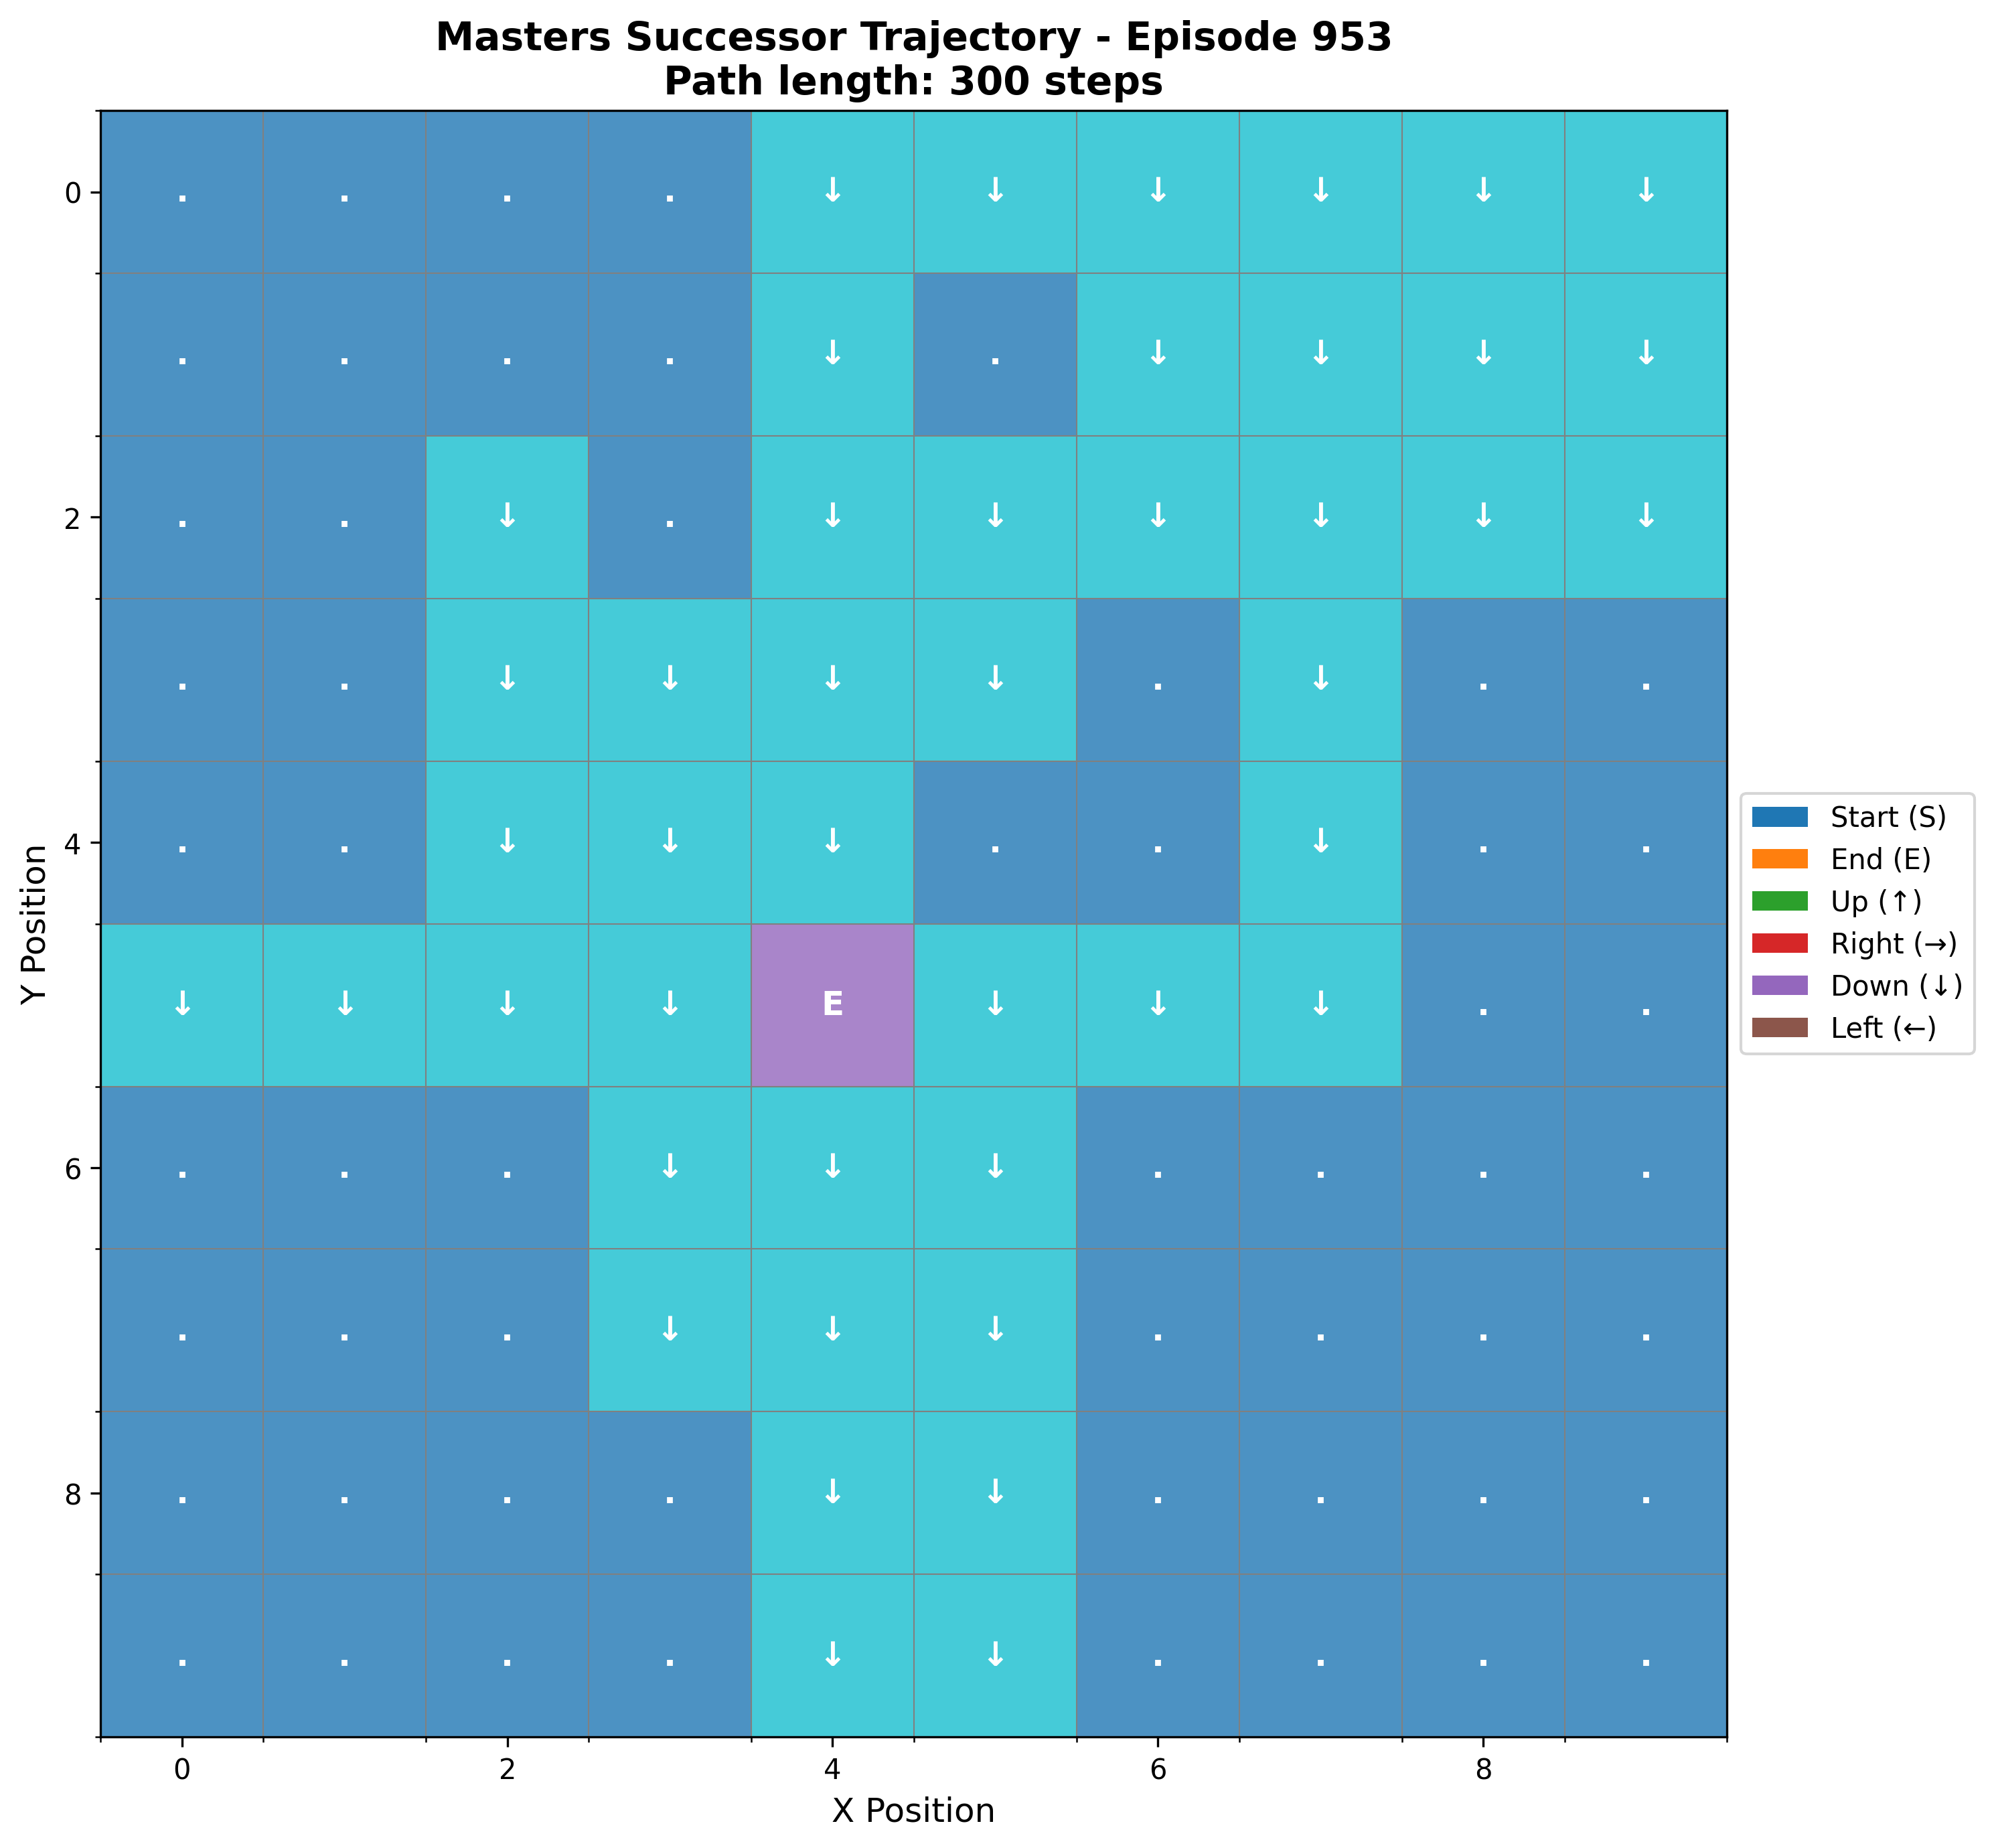 Masters Successor Trajectory - Episode 953
Path length: 300 steps
0 . . . . ↓ ↓ ↓ ↓ ↓ ↓
. . . . ↓ . ↓ ↓ ↓ ↓
2 . . ↓ . ↓ ↓ ↓ ↓ ↓ ↓
. . ↓ ↓ ↓ ↓ . ↓ . .
4 . . ↓ ↓ ↓ . . ↓ . .
↓ ↓ ↓ ↓ E ↓ ↓ ↓ . .
6 . . . ↓ ↓ ↓ . . . .
. . . ↓ ↓ ↓ . . . .
8 . . . . ↓ ↓ . . . .
. . . . ↓ ↓ . . . .
0 2 4 6 8
X Position
Y Position
Start (S)
End (E)
Up (↑)
Right (→)
Down (↓)
Left (←)